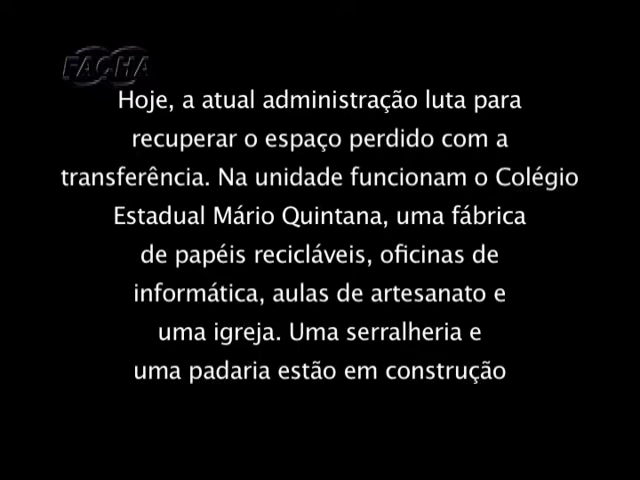 FACHA
Hoje, a atual administração luta para
recuperar o espaço perdido com a
transferência. Na unidade funcionam o Colégio
Estadual Mário Quintana, uma fábrica
de papéis recicláveis, oficinas de
informática, aulas de artesanato e
uma igreja. Uma serralheria e
uma padaria estão em construção